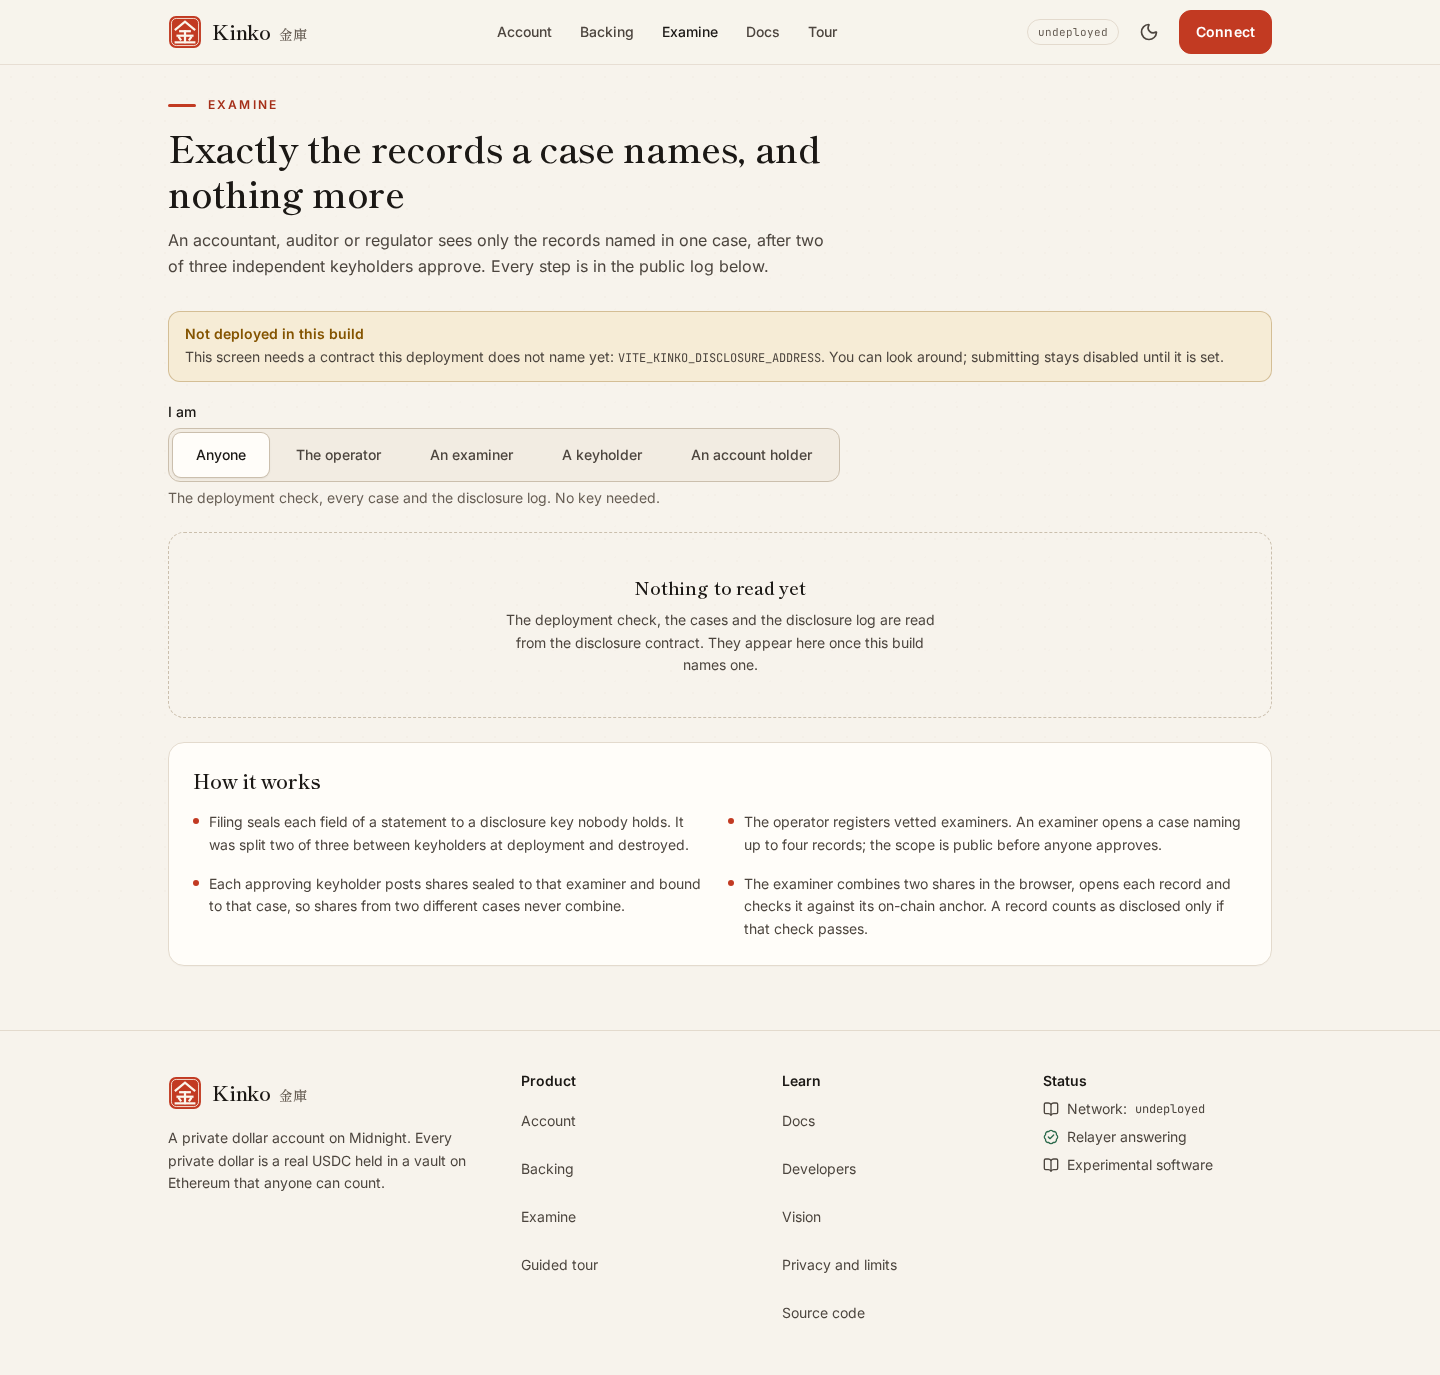 金 Kinko 金庫
Account Backing Examine Docs Tour
undeployed
Connect
EXAMINE
Exactly the records a case names, and
nothing more
An accountant, auditor or regulator sees only the records named in one case, after two
of three independent keyholders approve. Every step is in the public log below.
Not deployed in this build
This screen needs a contract this deployment does not name yet: VITE_KINKO_DISCLOSURE_ADDRESS. You can look around; submitting stays disabled until it is set.
I am
Anyone The operator An examiner A keyholder An account holder
The deployment check, every case and the disclosure log. No key needed.
Nothing to read yet
The deployment check, the cases and the disclosure log are read
from the disclosure contract. They appear here once this build
names one.
How it works
Filing seals each field of a statement to a disclosure key nobody holds. It
was split two of three between keyholders at deployment and destroyed.
The operator registers vetted examiners. An examiner opens a case naming
up to four records; the scope is public before anyone approves.
Each approving keyholder posts shares sealed to that examiner and bound
to that case, so shares from two different cases never combine.
The examiner combines two shares in the browser, opens each record and
checks it against its on-chain anchor. A record counts as disclosed only if
that check passes.
金 Kinko 金庫
A private dollar account on Midnight. Every
private dollar is a real USDC held in a vault on
Ethereum that anyone can count.
Product
Account
Backing
Examine
Guided tour
Learn
Docs
Developers
Vision
Privacy and limits
Source code
Status
Network: undeployed
Relayer answering
Experimental software